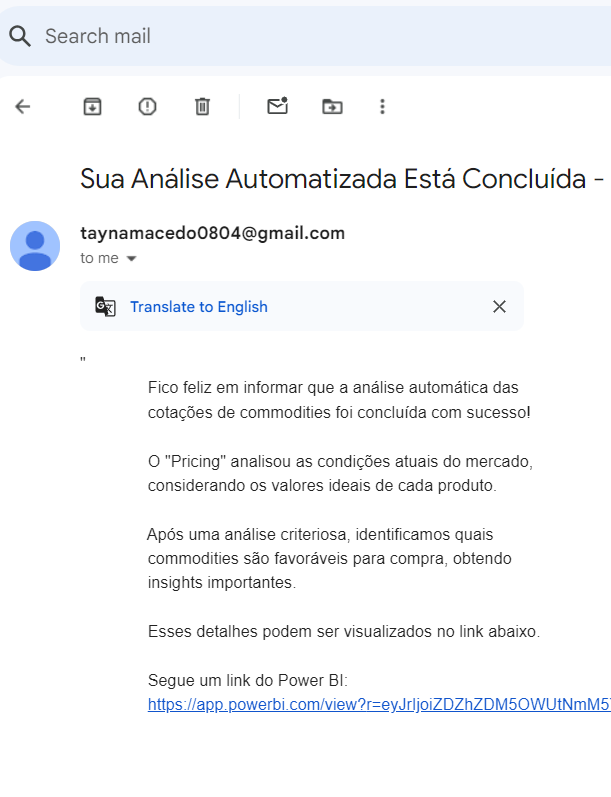 Search mail
Sua Análise Automatizada Está Concluída -
taynamacedo0804@gmail.com
to me
Translate to English
"
Fico feliz em informar que a análise automática das
cotações de commodities foi concluída com sucesso!
O "Pricing" analisou as condições atuais do mercado,
considerando os valores ideais de cada produto.
Após uma análise criteriosa, identificamos quais
commodities são favoráveis para compra, obtendo
insights importantes.
Esses detalhes podem ser visualizados no link abaixo.
Segue um link do Power BI:
https://app.powerbi.com/view?r=eyJrIjoiZDZhZDM5OWUtNmM5